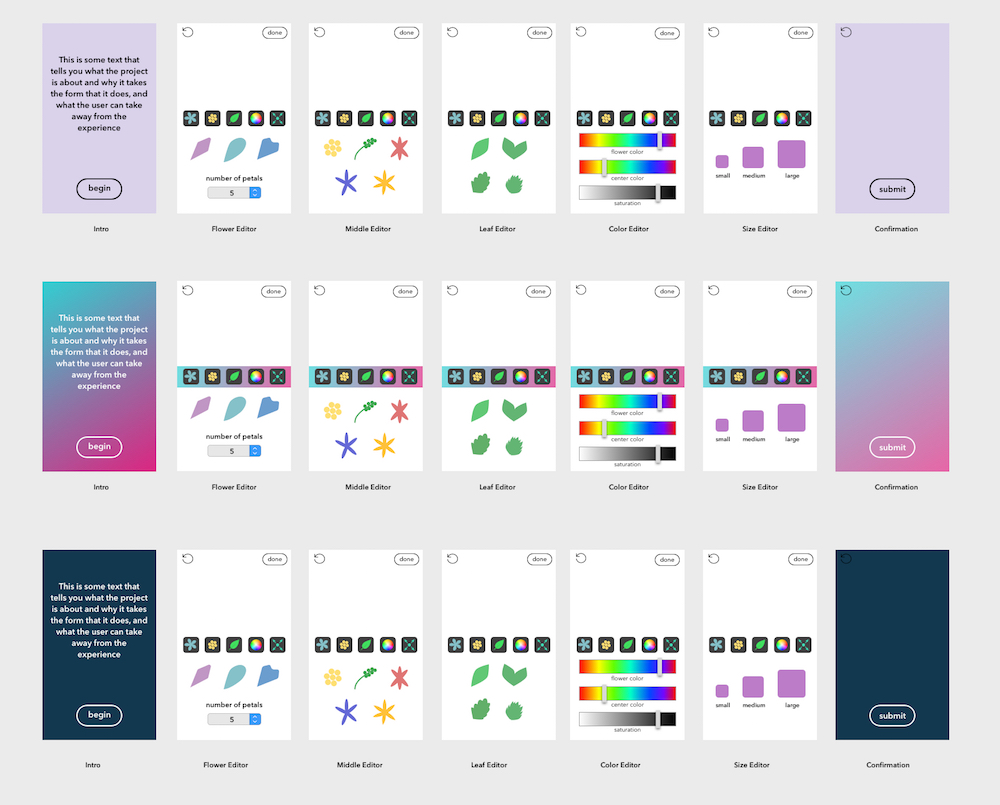 done
done
done
done
done
This is some text that
tells you what the project
is about and why it takes
the form that it does, and
what the user can take
away from the
experience
begin
number of petals
5
flower color
center color
saturation
small medium large
submit
Intro Flower Editor Middle Editor Leaf Editor Color Editor Size Editor Confirmation
done
done
done
done
done
This is some text that
tells you what the project
is about and why it takes
the form that it does, and
what the user can take
away from the
experience
begin
number of petals
5
flower color
center color
saturation
small medium large
submit
Intro Flower Editor Middle Editor Leaf Editor Color Editor Size Editor Confirmation
done
done
done
done
done
This is some text that
tells you what the project
is about and why it takes
the form that it does, and
what the user can take
away from the
experience
begin
number of petals
5
flower color
center color
saturation
small medium large
submit
Intro Flower Editor Middle Editor Leaf Editor Color Editor Size Editor Confirmation